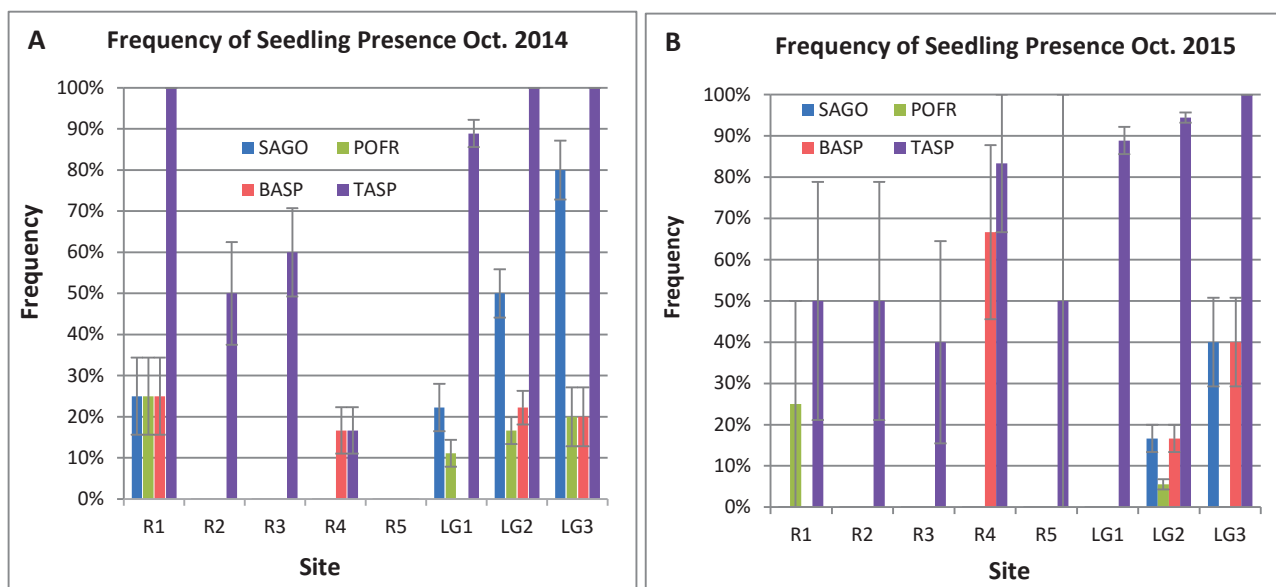 A Frequency of Seedling Presence Oct. 2014
100%
90%
80%
70%
60%
50%
40%
30%
20%
10%
0%
Frequency
SAGO POFR
BASP TASP
R1 R2 R3 R4 R5 LG1 LG2 LG3
Site
B Frequency of Seedling Presence Oct. 2015
100%
90%
80%
70%
60%
50%
40%
30%
20%
10%
0%
Frequency
SAGO POFR
BASP TASP
R1 R2 R3 R4 R5 LG1 LG2 LG3
Site